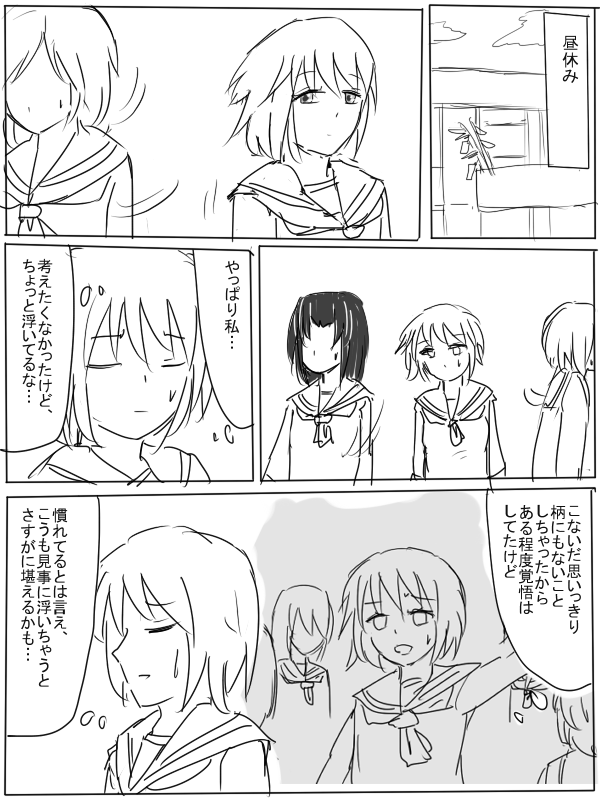 昼休み
やっぱり私…
考えたくなかったけど、
ちょっと浮いてるな…
こないだ思いっきり
柄にもないこと
しちゃったから
ある程度覚悟は
してたけど
慣れてるとは言え、
こうも見事に浮いちゃうと
さすがに堪えるかも…